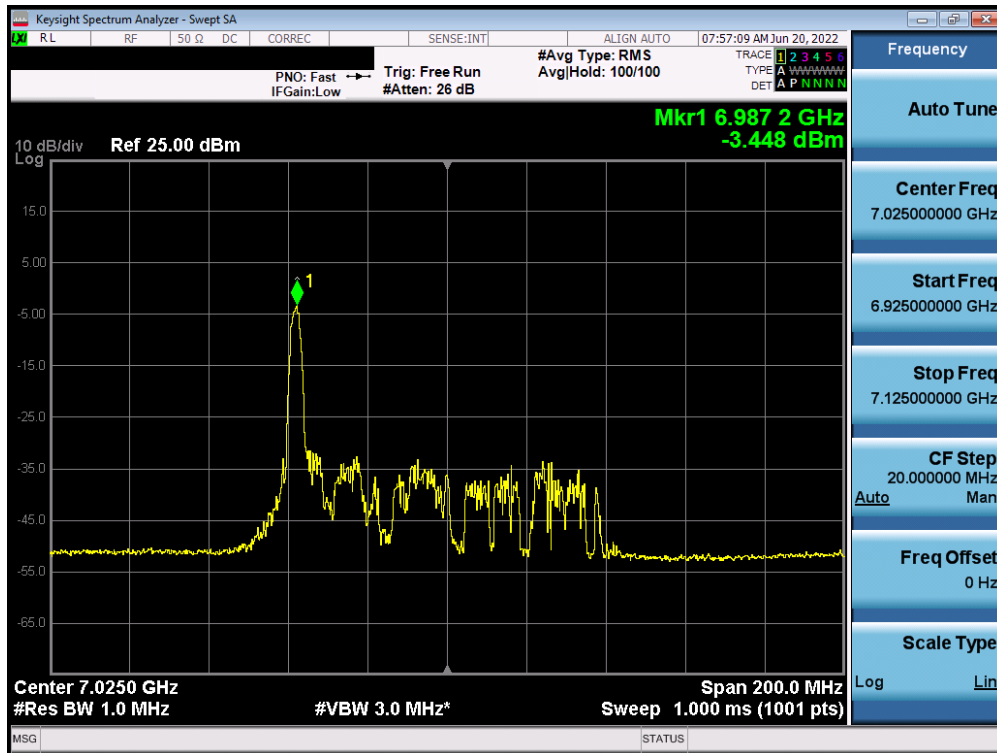 Keysight Spectrum Analyzer - Swept SA
LXI RL RF 50 Ω DC CORREC SENSE:INT ALIGN AUTO 07:57:09 AM Jun 20, 2022
PNO: Fast
IFGain:Low
Trig: Free Run
#Atten: 26 dB
#Avg Type: RMS
Avg|Hold: 100/100
TRACE 1 2 3 4 5 6
TYPE A WWWWW
DET A P N N N N
Mkr1 6.987 2 GHz
-3.448 dBm
10 dB/div Ref 25.00 dBm
Log
15.0
5.00
-5.00
-15.0
-25.0
-35.0
-45.0
-55.0
-65.0
1
Center 7.0250 GHz Span 200.0 MHz
#Res BW 1.0 MHz #VBW 3.0 MHz* Sweep 1.000 ms (1001 pts)
MSG STATUS
Frequency
Auto Tune
Center Freq
7.025000000 GHz
Start Freq
6.925000000 GHz
Stop Freq
7.125000000 GHz
CF Step
20.000000 MHz
Auto Man
Freq Offset
0 Hz
Scale Type
Log Lin